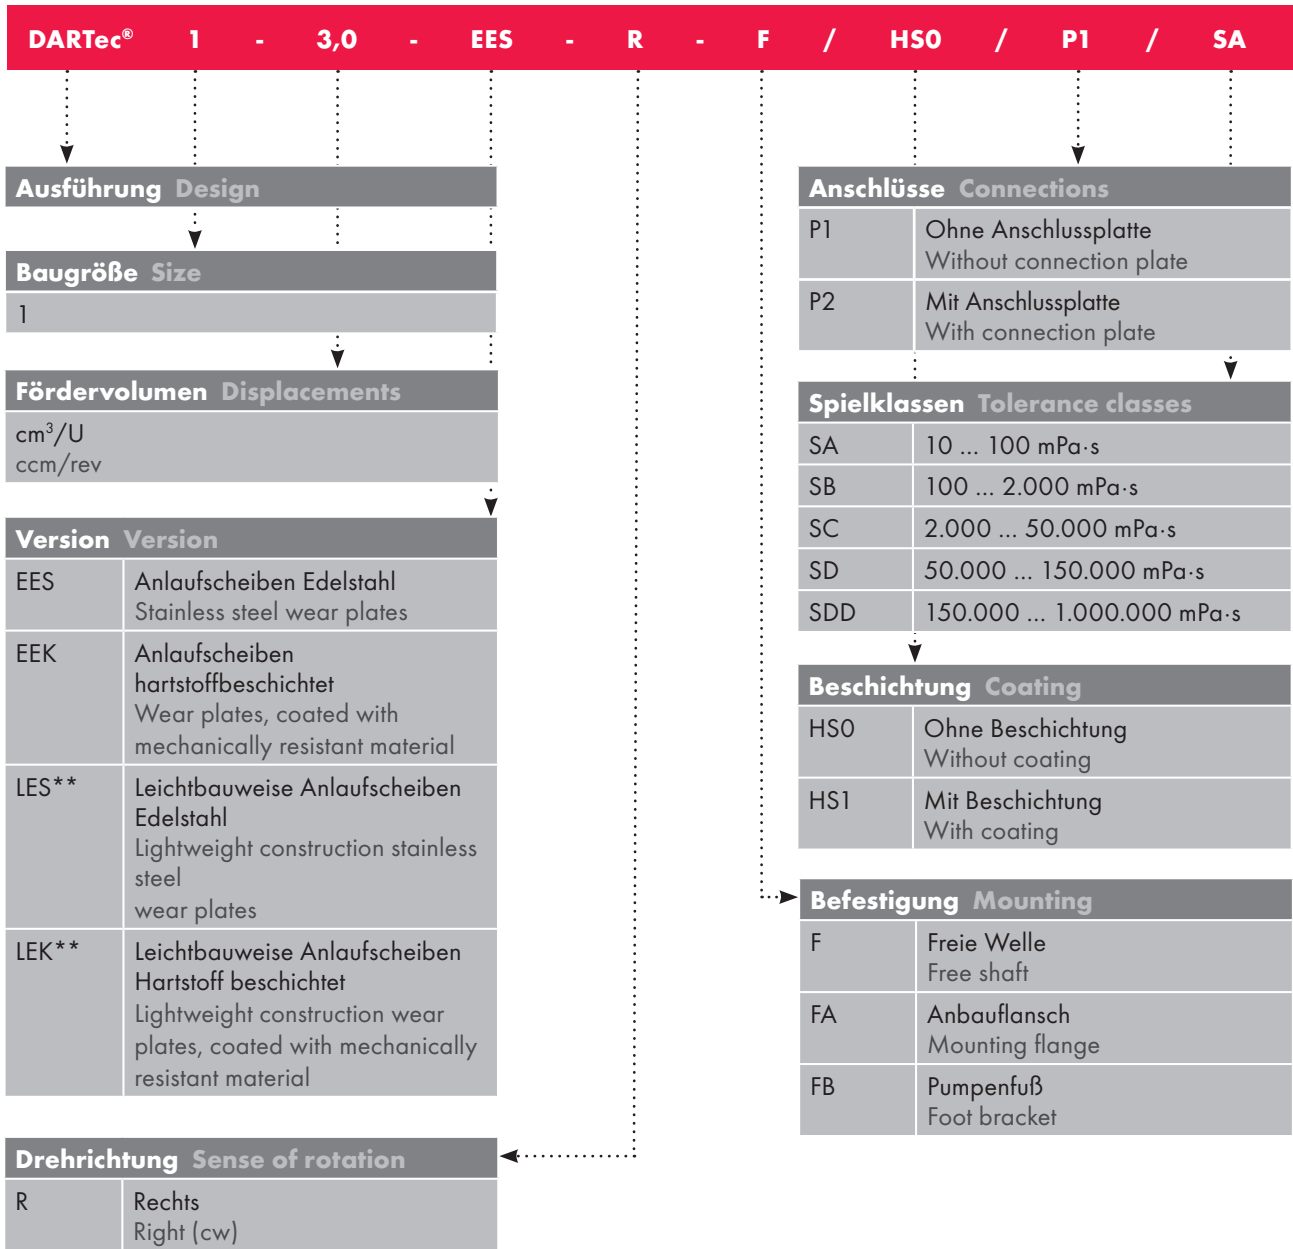 DARTec® 1 - 3,0 - EES - R - F / HS0 / P1 / SA
Ausführung Design
Baugröße Size
1
Fördervolumen Displacements
cm³/U
ccm/rev
Version Version
EES Anlaufscheiben Edelstahl
Stainless steel wear plates
EEK Anlaufscheiben
hartstoffbeschichtet
Wear plates, coated with
mechanically resistant material
LES** Leichtbauweise Anlaufscheiben
Edelstahl
Lightweight construction stainless
steel
wear plates
LEK** Leichtbauweise Anlaufscheiben
Hartstoff beschichtet
Lightweight construction wear
plates, coated with mechanically
resistant material
Drehrichtung Sense of rotation
R Rechts
Right (cw)
Anschlüsse Connections
P1 Ohne Anschlussplatte
Without connection plate
P2 Mit Anschlussplatte
With connection plate
Spielklassen Tolerance classes
SA 10 ... 100 mPa·s
SB 100 ... 2.000 mPa·s
SC 2.000 ... 50.000 mPa·s
SD 50.000 ... 150.000 mPa·s
SDD 150.000 ... 1.000.000 mPa·s
Beschichtung Coating
HS0 Ohne Beschichtung
Without coating
HS1 Mit Beschichtung
With coating
Befestigung Mounting
F Freie Welle
Free shaft
FA Anbauflansch
Mounting flange
FB Pumpenfuß
Foot bracket